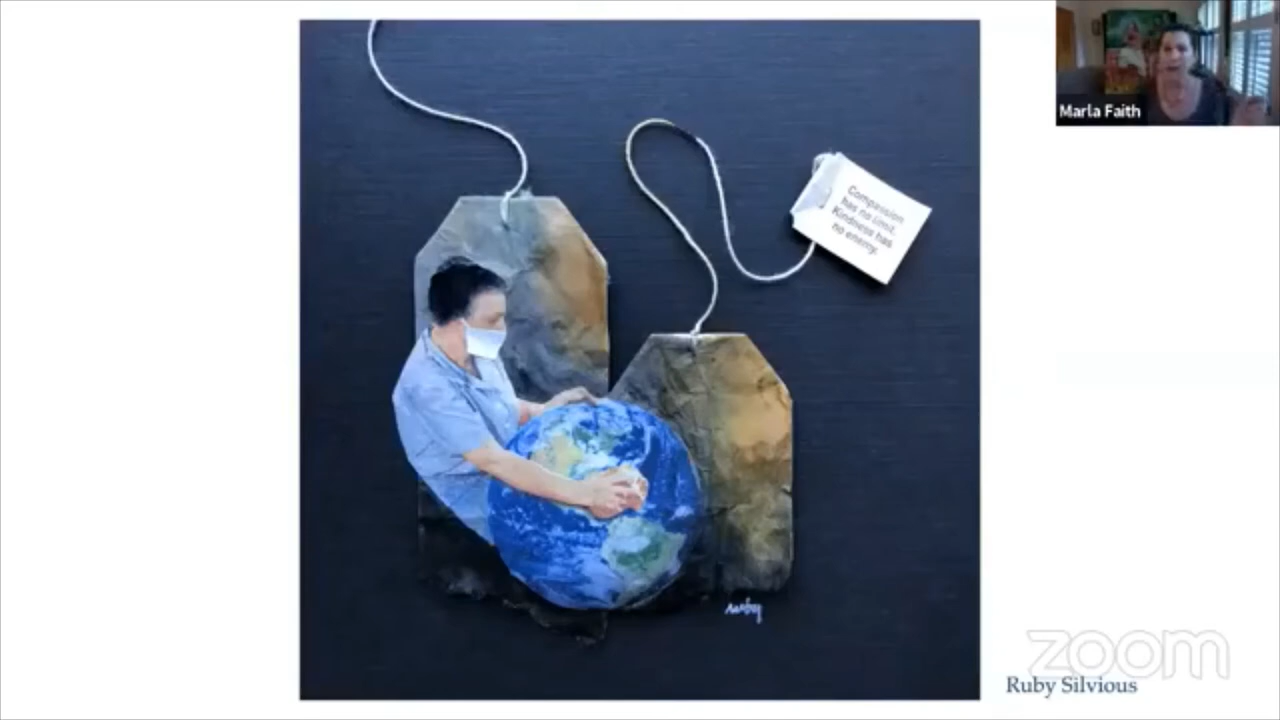 Marla Faith
Compassion
has no limit.
Kindness has
no enemy.
ruby
zoom
Ruby Silvious